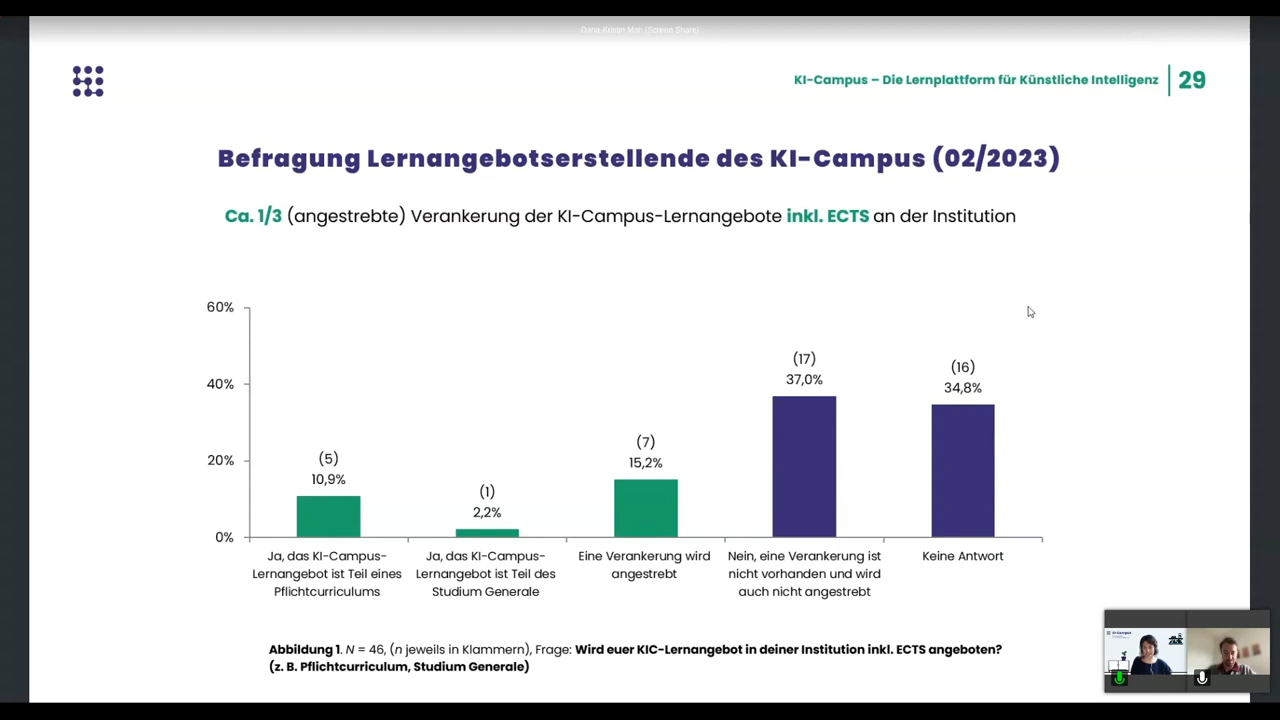 Dana-Kristin Mah (Screen Share)
KI-Campus – Die Lernplattform für Künstliche Intelligenz
29
Befragung Lernangebotserstellende des KI-Campus (02/2023)
Ca. 1/3 (angestrebte) Verankerung der KI-Campus-Lernangebote inkl. ECTS an der Institution
60%
40%
20%
0%
(5)
10,9%
(1)
2,2%
(7)
15,2%
(17)
37,0%
(16)
34,8%
Ja, das KI-Campus-
Lernangebot ist Teil eines
Pflichtcurriculums
Ja, das KI-Campus-
Lernangebot ist Teil des
Studium Generale
Eine Verankerung wird
angestrebt
Nein, eine Verankerung ist
nicht vorhanden und wird
auch nicht angestrebt
Keine Antwort
Abbildung 1. N = 46, (n jeweils in Klammern), Frage: Wird euer KIC-Lernangebot in deiner Institution inkl. ECTS angeboten?
(z. B. Pflichtcurriculum, Studium Generale)